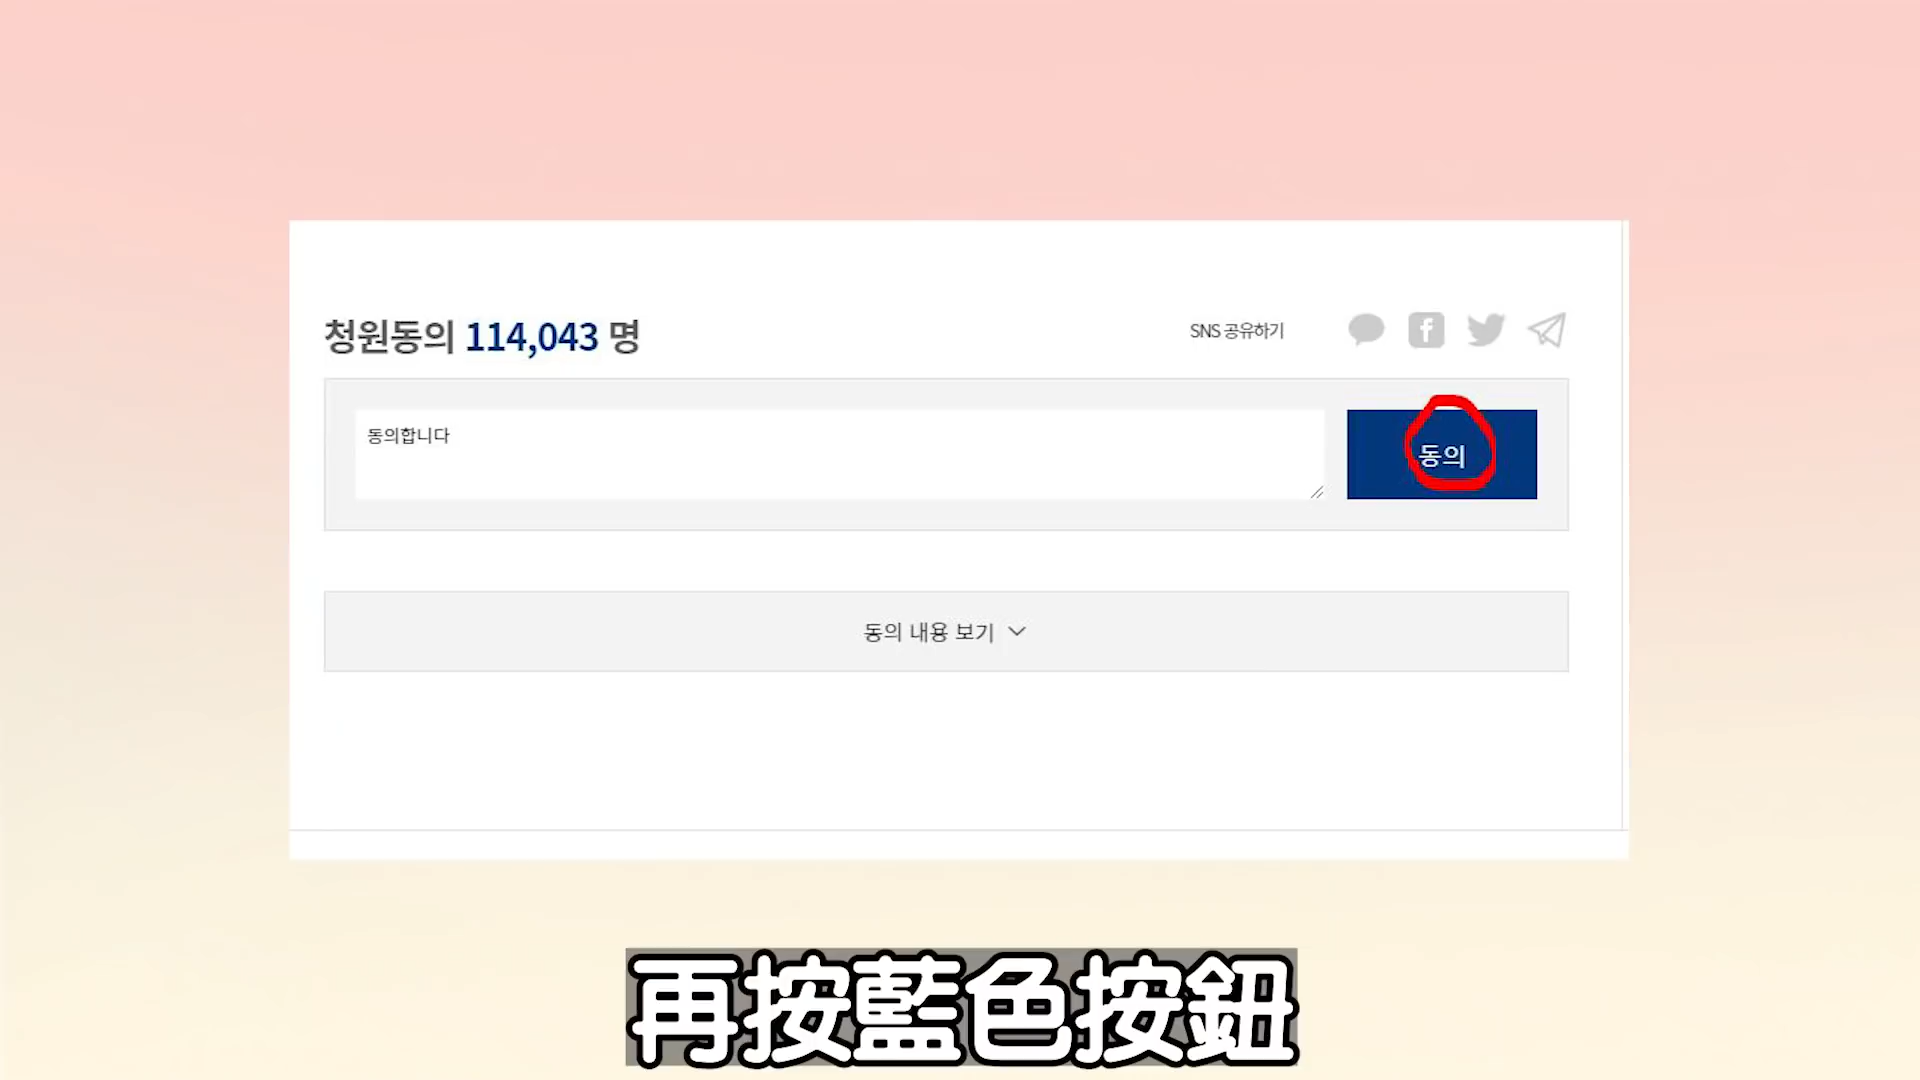 청원동의 114,043 명
SNS 공유하기
동의합니다
동의
동의 내용 보기
再按藍色按鈕